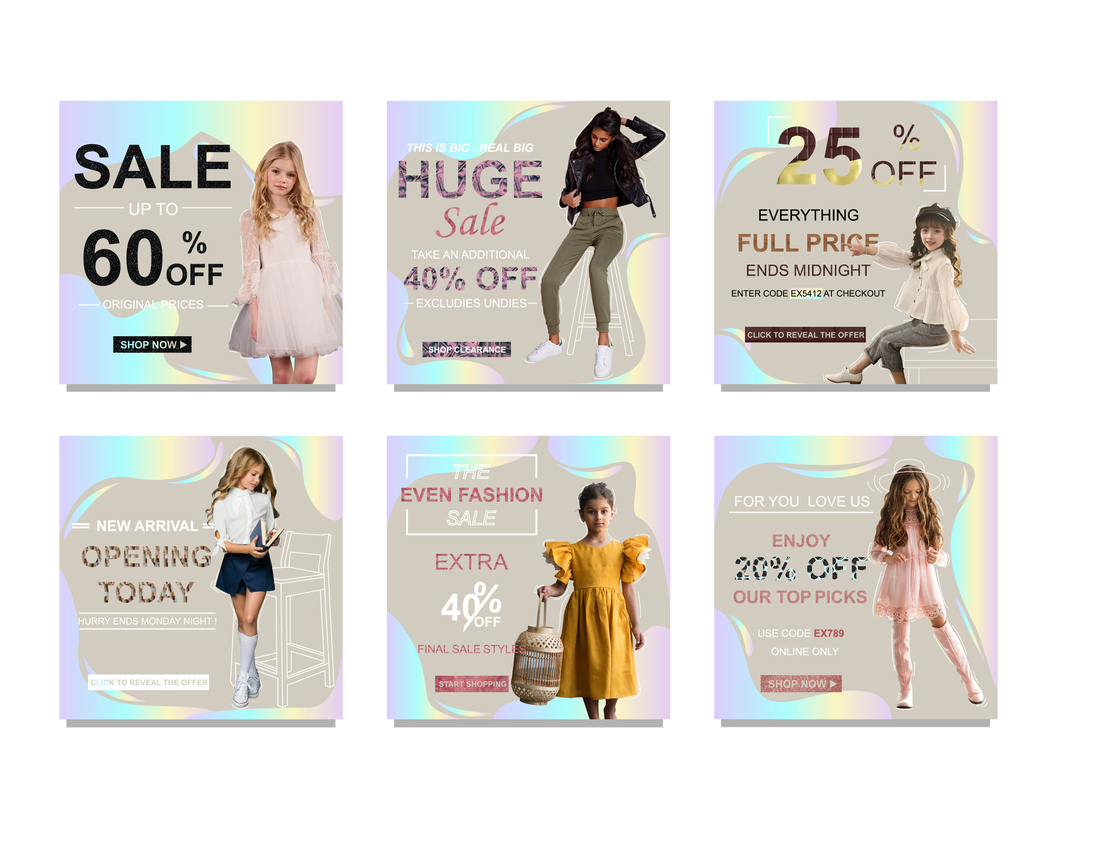 SALE
UP TO
60 %
OFF
ORIGINAL PRICES
SHOP NOW
THIS IS BIG . REAL BIG
HUGE
Sale
TAKE AN ADDITIONAL
40% OFF
EXCLUDIES UNDIES
SHOP CLEARANCE
25 %
OFF
EVERYTHING
FULL PRICE
ENDS MIDNIGHT
ENTER CODE EX5412 AT CHECKOUT
CLICK TO REVEAL THE OFFER
NEW ARRIVAL
OPENING
TODAY
HURRY ENDS MONDAY NIGHT !
CLICK TO REVEAL THE OFFER
THE
EVEN FASHION
SALE
EXTRA
40%
OFF
FINAL SALE STYLES
START SHOPPING
FOR YOU LOVE US
ENJOY
20% OFF
OUR TOP PICKS
USE CODE EX789
ONLINE ONLY
SHOP NOW